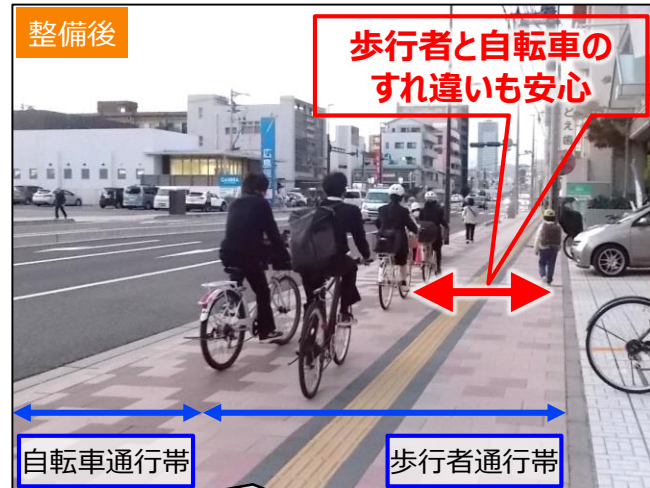 整備後
歩行者と自転車の
すれ違いも安心
自転車通行帯
歩行者通行帯